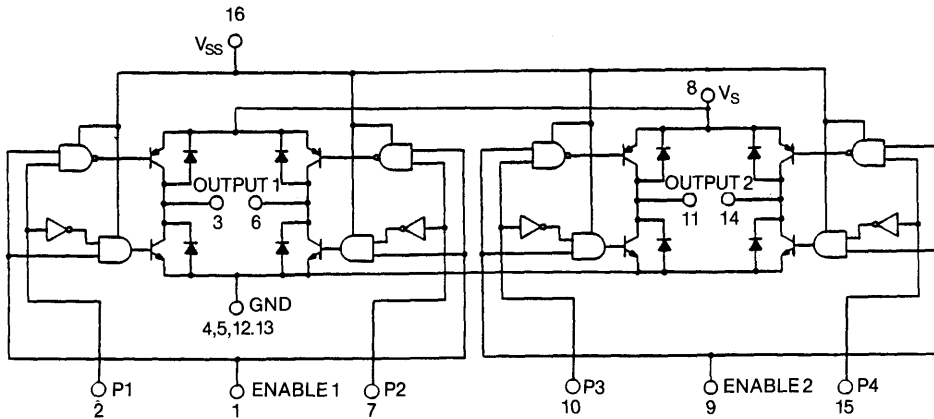 16
VSS
8 VS
OUTPUT 1
3 6
OUTPUT 2
11 14
GND
4,5,12.13
P1
2
ENABLE 1
1
P2
7
P3
10
ENABLE 2
9
P4
15